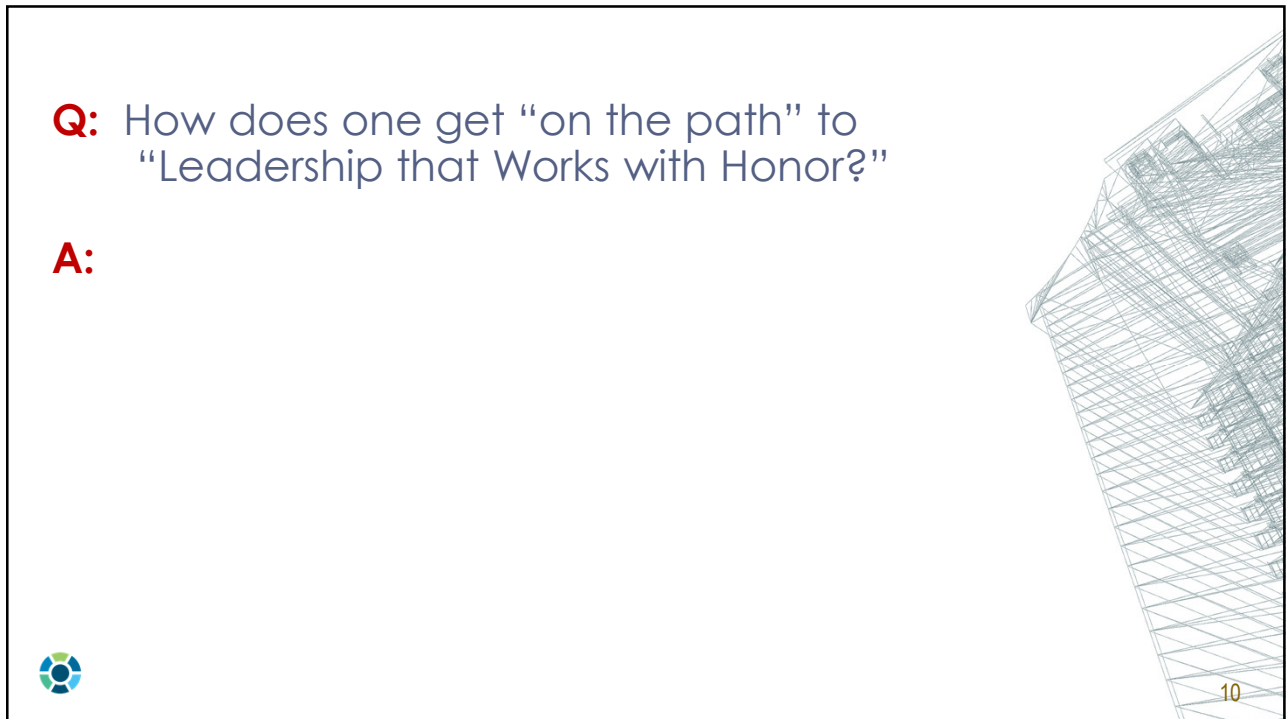 Q: How does one get “on the path” to
“Leadership that Works with Honor?”
A:
10